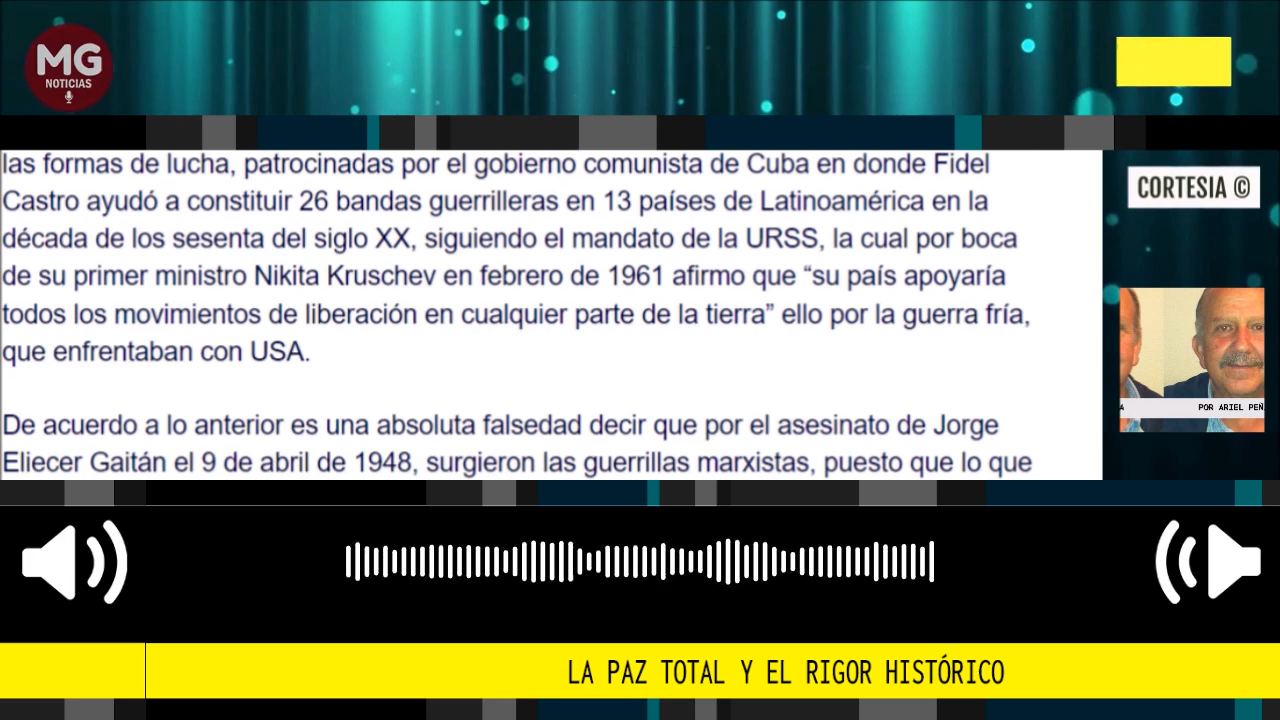 MG
NOTICIAS
las formas de lucha, patrocinadas por el gobierno comunista de Cuba en donde Fidel
Castro ayudó a constituir 26 bandas guerrilleras en 13 países de Latinoamérica en la
década de los sesenta del siglo XX, siguiendo el mandato de la URSS, la cual por boca
de su primer ministro Nikita Kruschev en febrero de 1961 afirmo que “su país apoyaría
todos los movimientos de liberación en cualquier parte de la tierra” ello por la guerra fría,
que enfrentaban con USA.
De acuerdo a lo anterior es una absoluta falsedad decir que por el asesinato de Jorge
Eliecer Gaitán el 9 de abril de 1948, surgieron las guerrillas marxistas, puesto que lo que
CORTESIA ©
A POR ARIEL PEÑ
LA PAZ TOTAL Y EL RIGOR HISTÓRICO